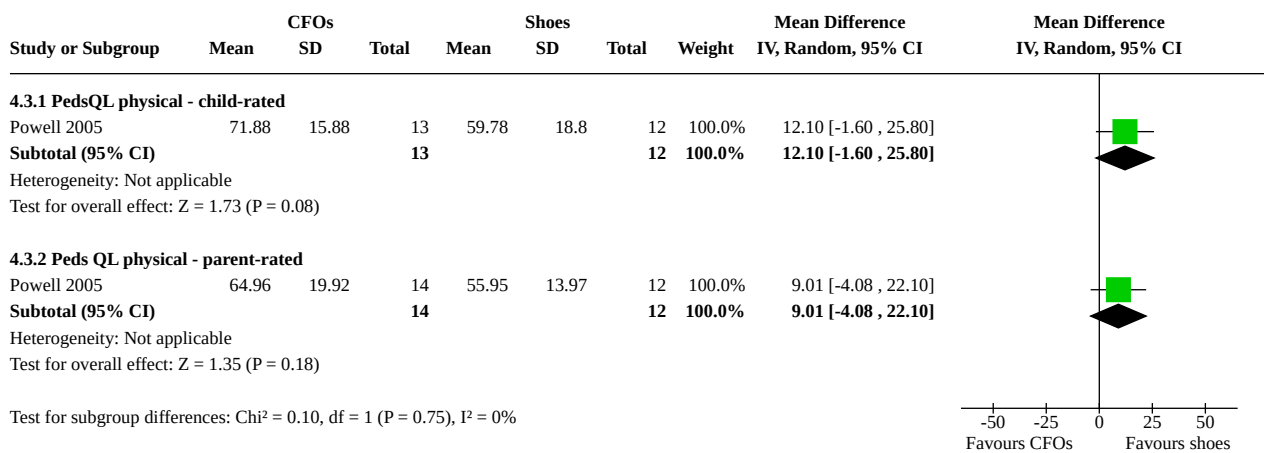 CFOs Shoes Mean Difference Mean Difference
Study or Subgroup Mean SD Total Mean SD Total Weight IV, Random, 95% CI IV, Random, 95% CI
4.3.1 PedsQL physical - child-rated
Powell 2005 71.88 15.88 13 59.78 18.8 12 100.0% 12.10 [-1.60 , 25.80]
Subtotal (95% CI) 13 12 100.0% 12.10 [-1.60 , 25.80]
Heterogeneity: Not applicable
Test for overall effect: Z = 1.73 (P = 0.08)
4.3.2 Peds QL physical - parent-rated
Powell 2005 64.96 19.92 14 55.95 13.97 12 100.0% 9.01 [-4.08 , 22.10]
Subtotal (95% CI) 14 12 100.0% 9.01 [-4.08 , 22.10]
Heterogeneity: Not applicable
Test for overall effect: Z = 1.35 (P = 0.18)
Test for subgroup differences: Chi² = 0.10, df = 1 (P = 0.75), I² = 0%
-50 -25 0 25 50
Favours CFOs Favours shoes